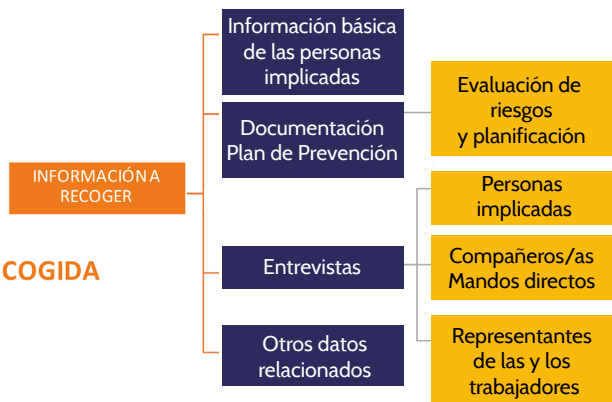 Información básica
de las personas
implicadas
Documentación
Plan de Prevención
Evaluación de
riesgos
y planificación
INFORMACIÓN A
RECOGER
Personas
implicadas
COGIDA
Entrevistas
Compañeros/as
Mandos directos
Otros datos
relacionados
Representantes
de las y los
trabajadores